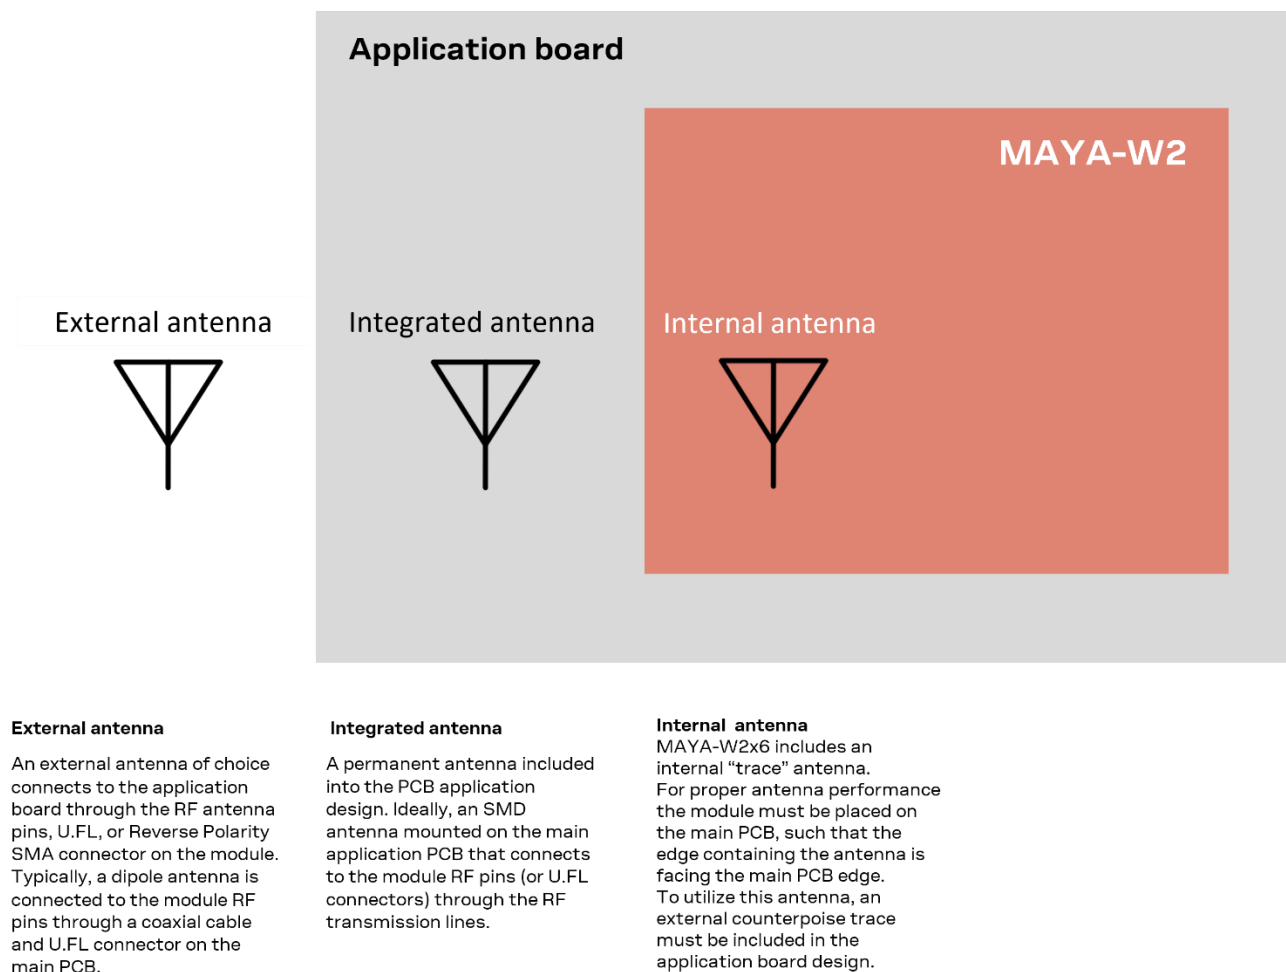 Application board
MAYA-W2
External antenna
Integrated antenna
Internal antenna
External antenna
An external antenna of choice
connects to the application
board through the RF antenna
pins, U.FL, or Reverse Polarity
SMA connector on the module.
Typically, a dipole antenna is
connected to the module RF
pins through a coaxial cable
and U.FL connector on the
main PCB.
Integrated antenna
A permanent antenna included
into the PCB application
design. Ideally, an SMD
antenna mounted on the main
application PCB that connects
to the module RF pins (or U.FL
connectors) through the RF
transmission lines.
Internal antenna
MAYA-W2x6 includes an
internal “trace” antenna.
For proper antenna performance
the module must be placed on
the main PCB, such that the
edge containing the antenna is
facing the main PCB edge.
To utilize this antenna, an
external counterpoise trace
must be included in the
application board design.